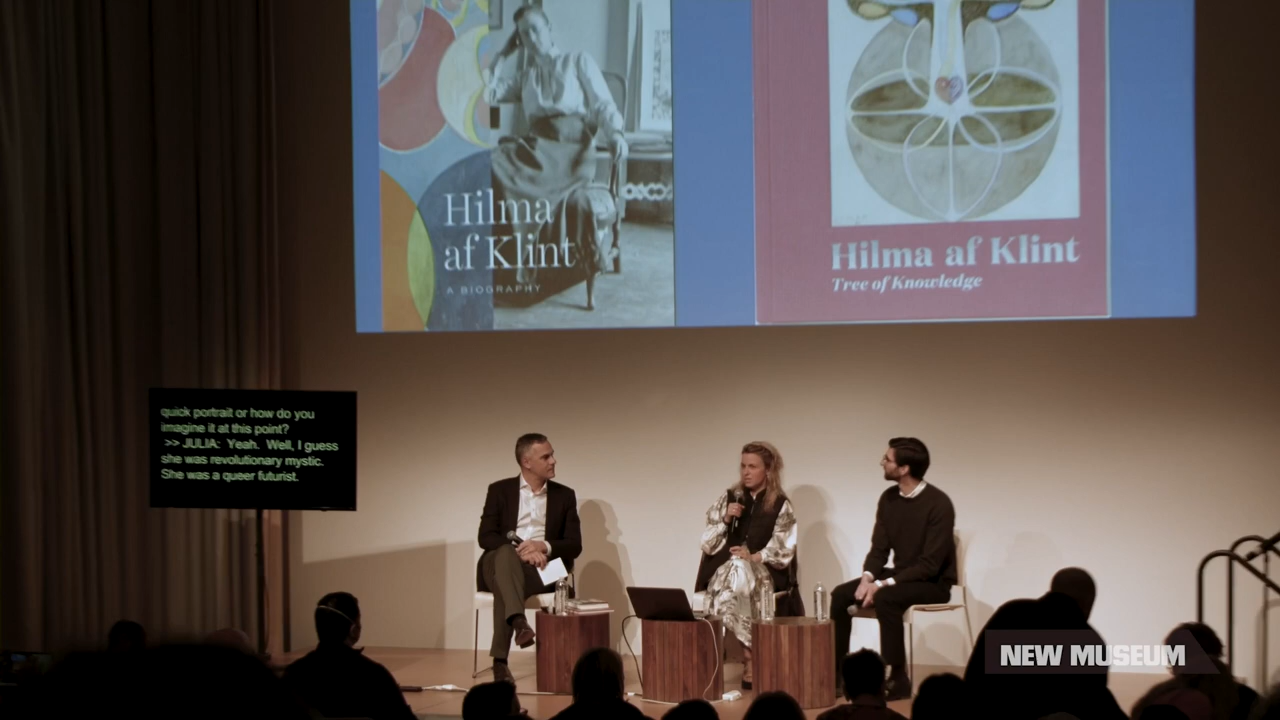 Hilma
af Klint
A BIOGRAPHY
Hilma af Klint
Tree of Knowledge
quick portrait or how do you
imagine it at this point?
>> JULIA: Yeah. Well, I guess
she was revolutionary mystic.
She was a queer futurist.
NEW MUSEUM